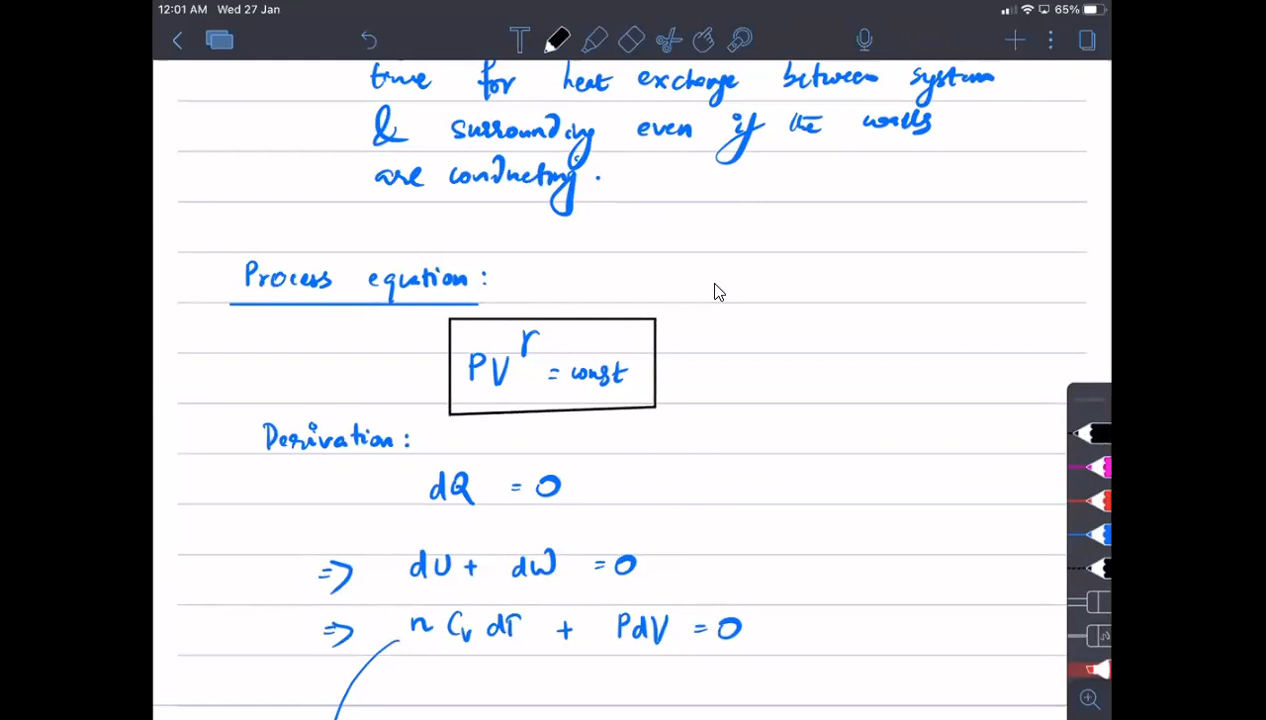 12:01 AM Wed 27 Jan
65%
time for heat exchange between system
& surrounding even if the walls
are conducting.
Process equation:
PV^γ = const
Derivation:
dQ = 0
=> dU + dW = 0
=> n Cv dT + PdV = 0